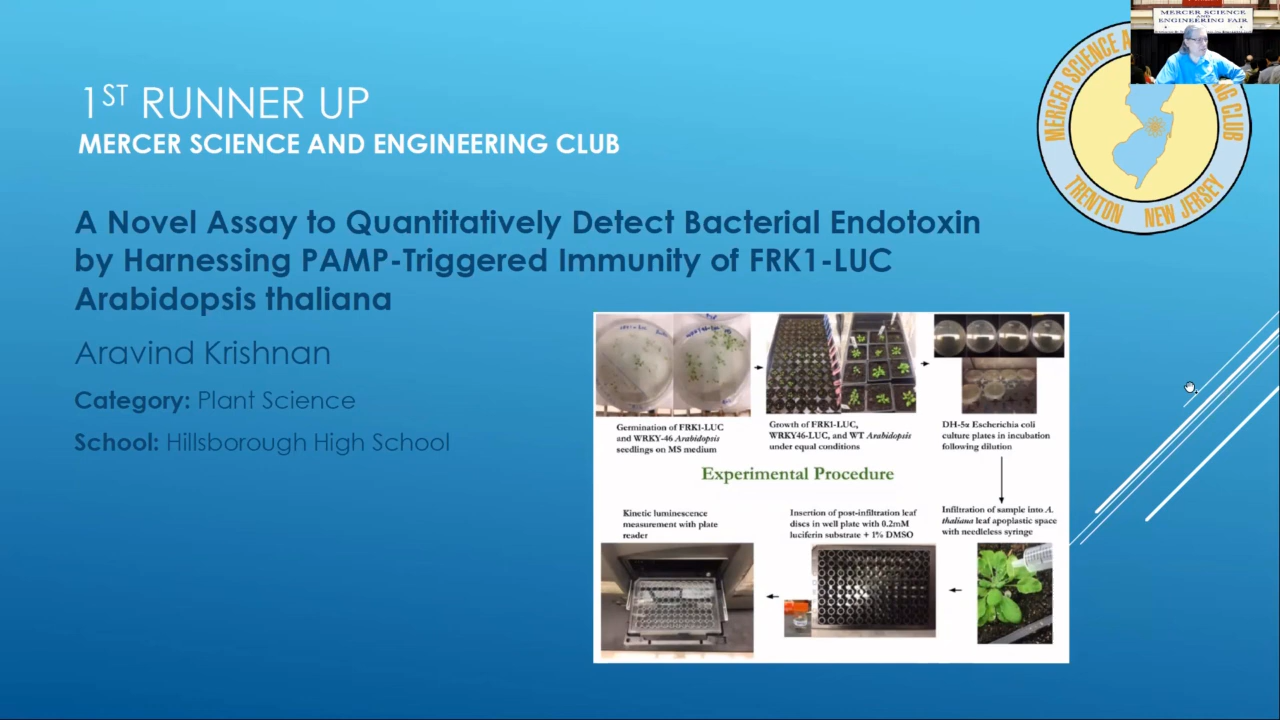 1ST RUNNER UP
MERCER SCIENCE AND ENGINEERING CLUB
A Novel Assay to Quantitatively Detect Bacterial Endotoxin
by Harnessing PAMP-Triggered Immunity of FRK1-LUC
Arabidopsis thaliana
Aravind Krishnan
Category: Plant Science
School: Hillsborough High School
MERCER SCIENCE
AND
ENGINEERING FAIR
MERCER SCIENCE A
NG CLUB
TRENTON NEW JERSEY
Germination of FRK1-LUC
and WRKY-46 Arabidopsis
seedlings on MS medium
Growth of FRK1-LUC,
WRKY46-LUC, and WT Arabidopsis
under equal conditions
DH-5α Escherichia coli
culture plates in incubation
following dilution
Experimental Procedure
Kinetic luminescence
measurement with plate
reader
Insertion of post-infiltration leaf
discs in well plate with 0.2mM
luciferin substrate + 1% DMSO
Infiltration of sample into A.
thaliana leaf apoplastic space
with needleless syringe